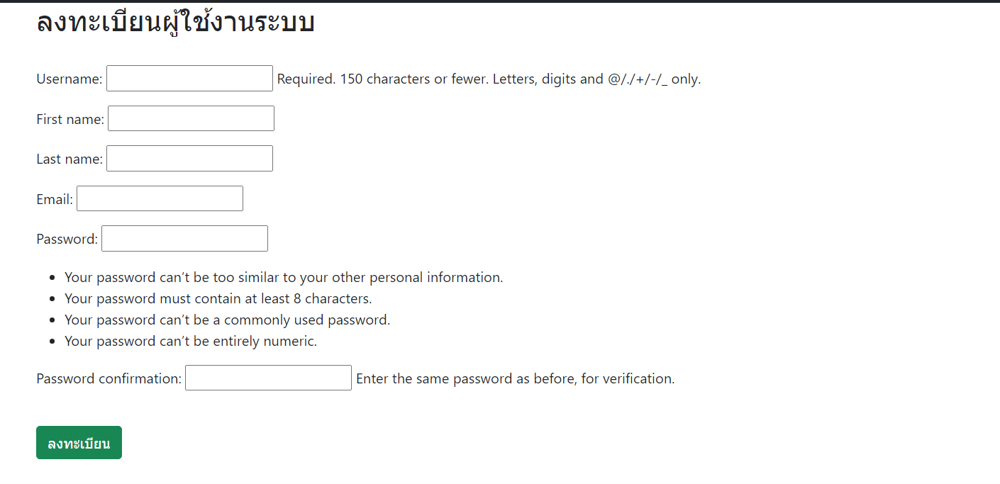 ลงทะเบียนผู้ใช้งานระบบ
Username: Required. 150 characters or fewer. Letters, digits and @/./+/-/_ only.
First name:
Last name:
Email:
Password:
• Your password can’t be too similar to your other personal information.
• Your password must contain at least 8 characters.
• Your password can’t be a commonly used password.
• Your password can’t be entirely numeric.
Password confirmation: Enter the same password as before, for verification.
ลงทะเบียน